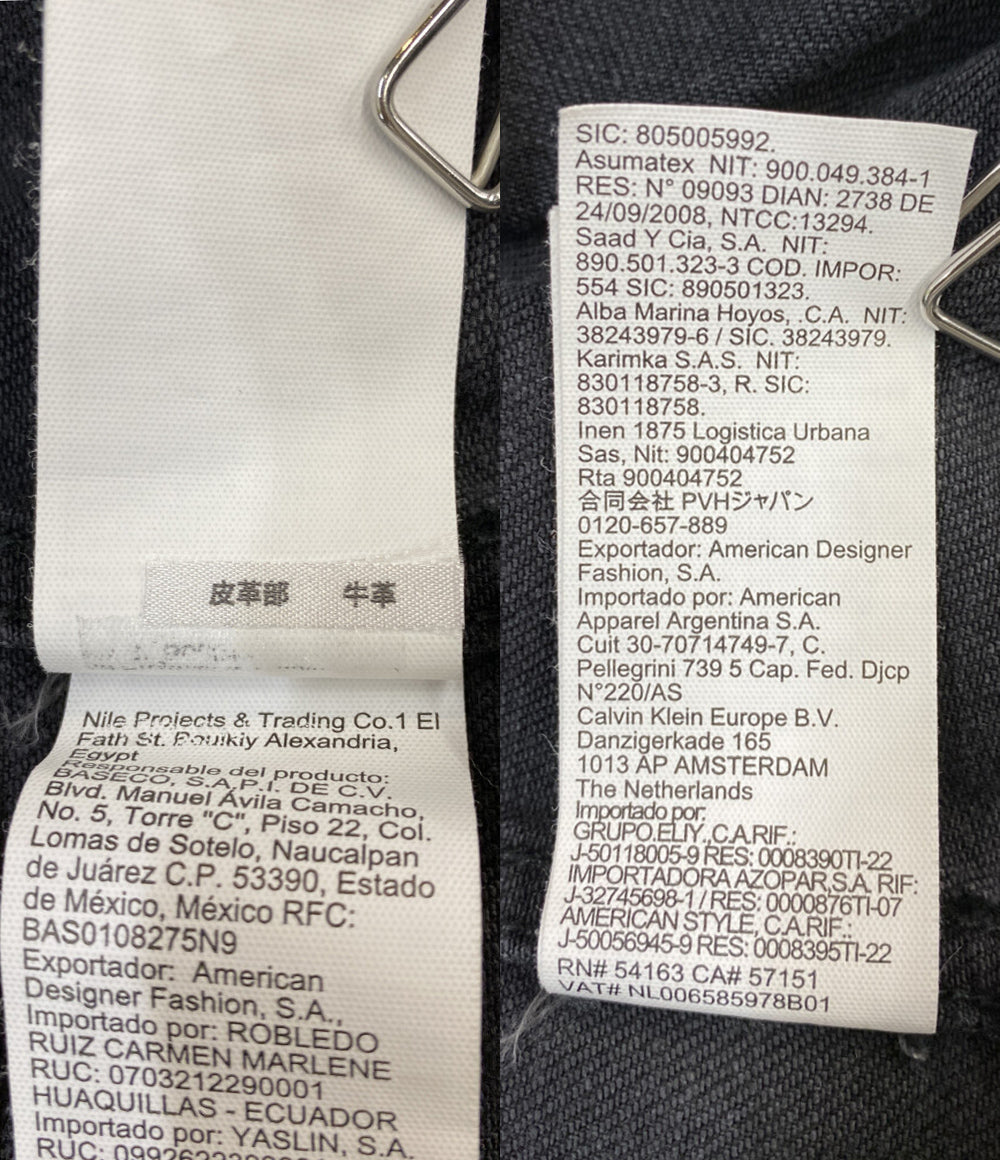 皮革部 牛革
Nile Projects & Trading Co.1 El
Fath St. Boulkiy Alexandria,
Egypt
Responsable del producto:
BASECO, S.A.P.I. DE C.V.
Blvd. Manuel Ávila Camacho,
No. 5, Torre "C", Piso 22, Col.
Lomas de Sotelo, Naucalpan
de Juárez C.P. 53390, Estado
de México, México RFC:
BAS0108275N9
Exportador: American
Designer Fashion, S.A.,
Importado por: ROBLEDO
RUIZ CARMEN MARLENE
RUC: 0703212290001
HUAQUILLAS - ECUADOR
Importado por: YASLIN, S.A.
RUC:
SIC: 805005992.
Asumatex NIT: 900.049.384-1
RES: N° 09093 DIAN: 2738 DE
24/09/2008, NTCC:13294.
Saad Y Cia, S.A. NIT:
890.501.323-3 COD. IMPOR:
554 SIC: 890501323.
Alba Marina Hoyos, .C.A. NIT:
38243979-6 / SIC. 38243979.
Karimka S.A.S. NIT:
830118758-3, R. SIC:
830118758.
Inen 1875 Logistica Urbana
Sas, Nit: 900404752
Rta 900404752
合同会社 PVHジャパン
0120-657-889
Exportador: American Designer
Fashion, S.A.
Importado por: American
Apparel Argentina S.A.
Cuit 30-70714749-7, C.
Pellegrini 739 5 Cap. Fed. Djcp
N°220/AS
Calvin Klein Europe B.V.
Danzigerkade 165
1013 AP AMSTERDAM
The Netherlands
Importado por:
GRUPO.ELIY.,C.A.RIF.:
J-50118005-9 RES: 0008390TI-22
IMPORTADORA AZOPAR,S.A. RIF:
J-32745698-1 / RES: 0000876TI-07
AMERICAN STYLE, C.A.RIF.:
J-50056945-9 RES: 0008395TI-22
RN# 54163 CA# 57151
VAT# NL006585978B01